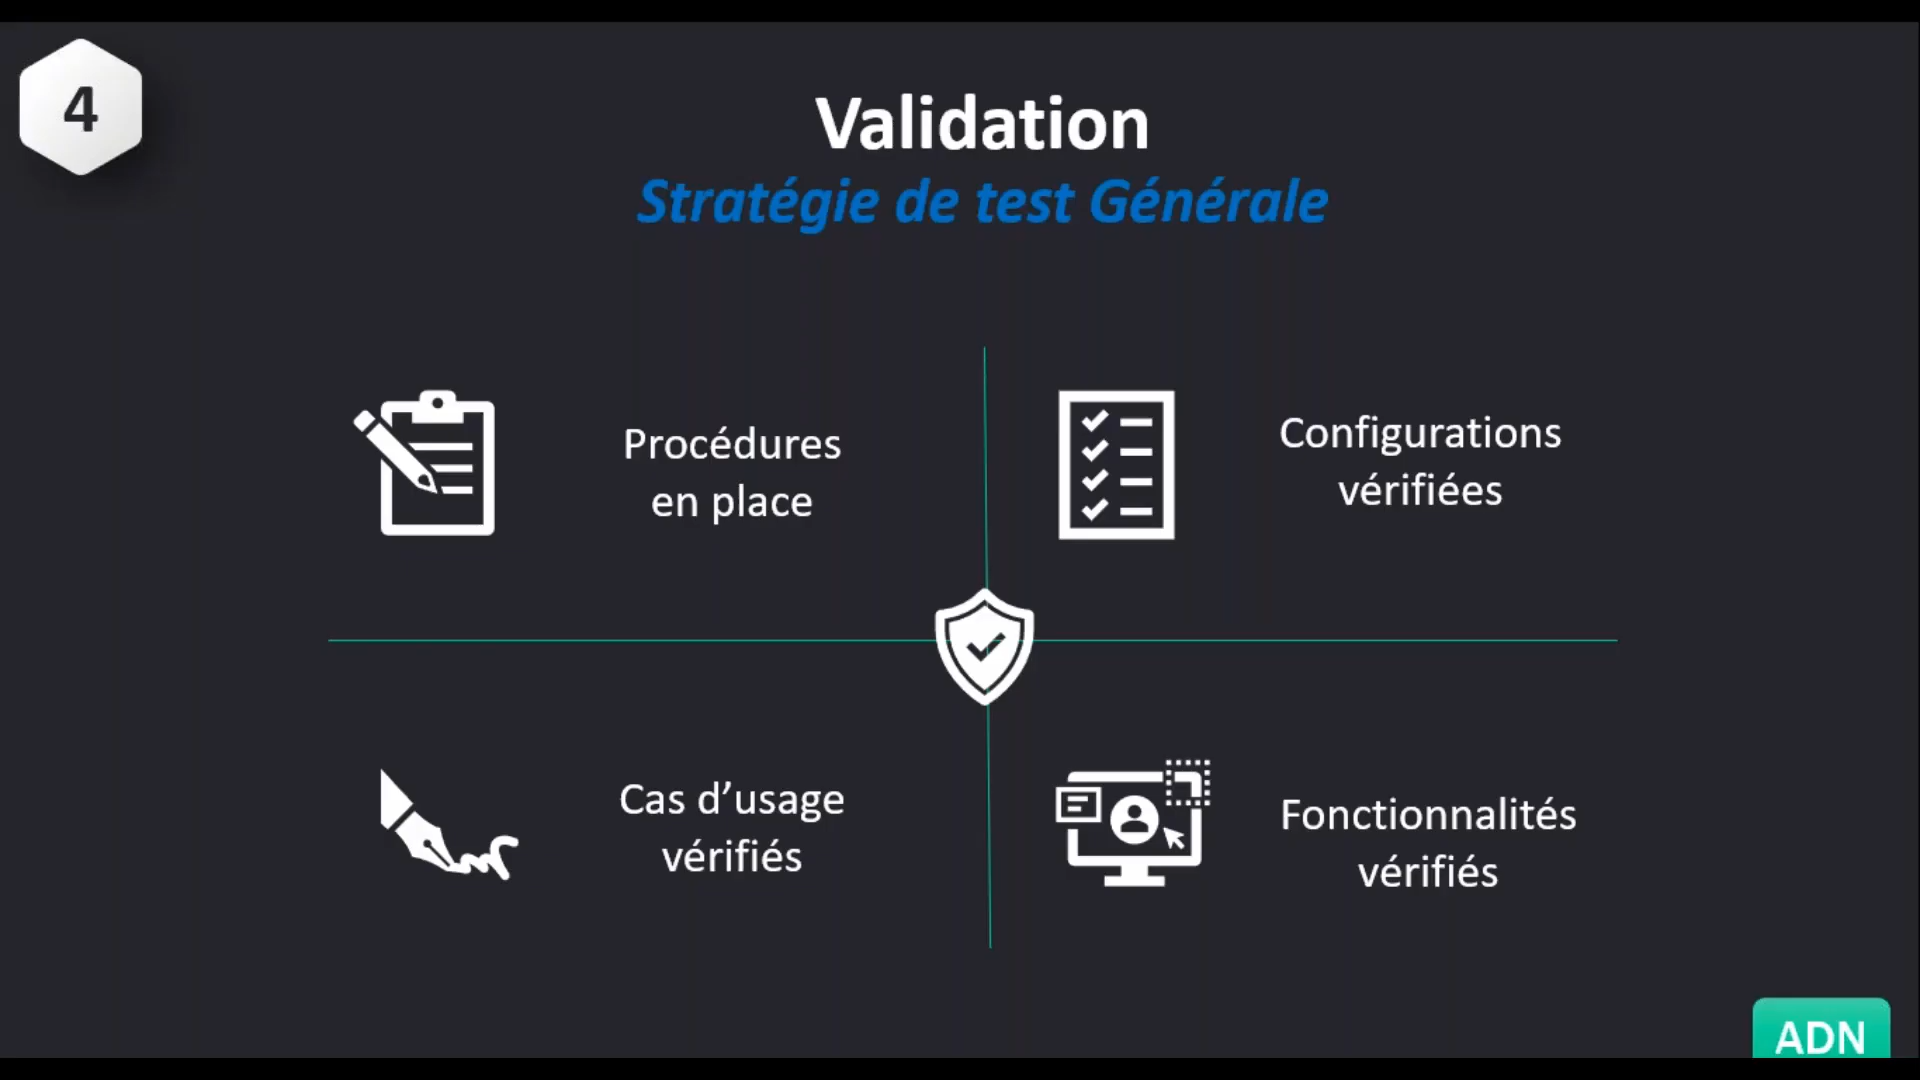 4
Validation
Stratégie de test Générale
Procédures
en place
Configurations
vérifiées
Cas d’usage
vérifiés
Fonctionnalités
vérifiés
ADN